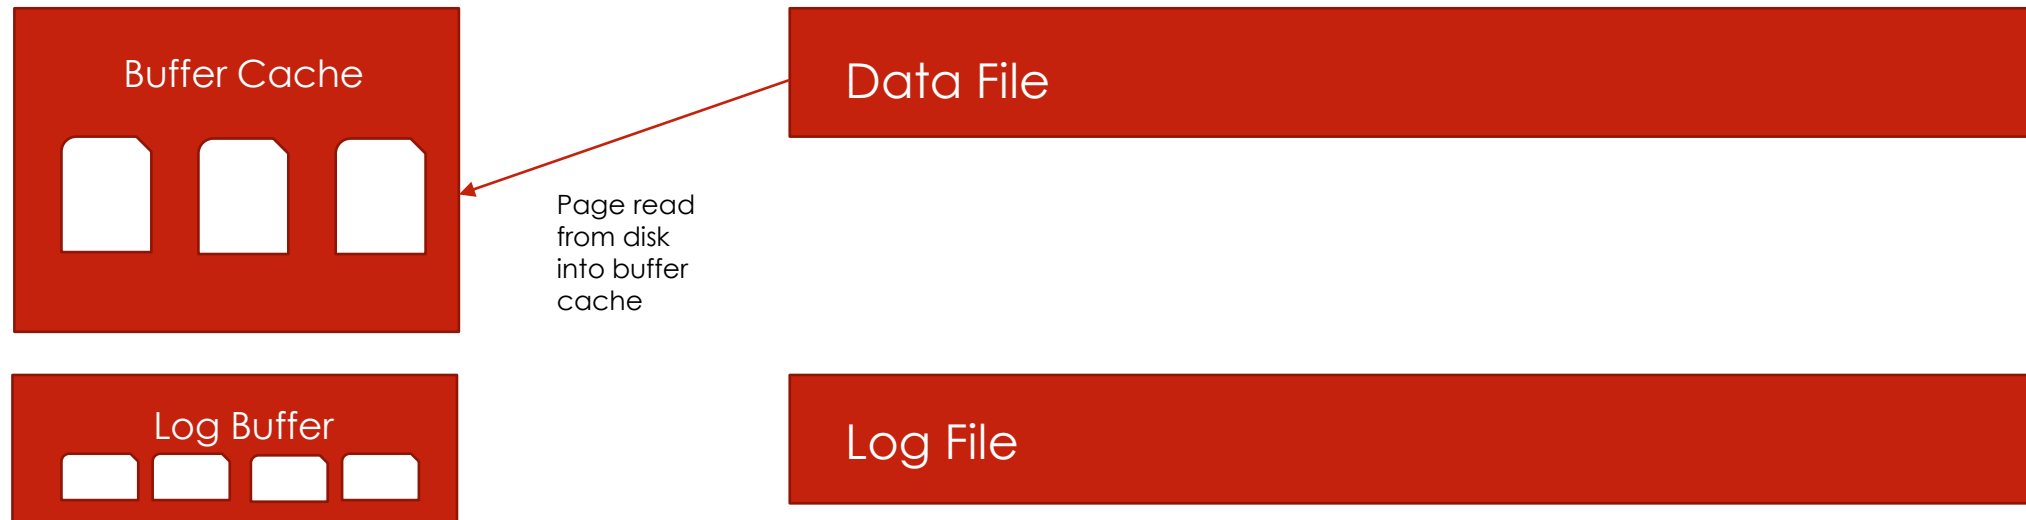 Buffer Cache
Data File
Page read
from disk
into buffer
cache
Log Buffer
Log File